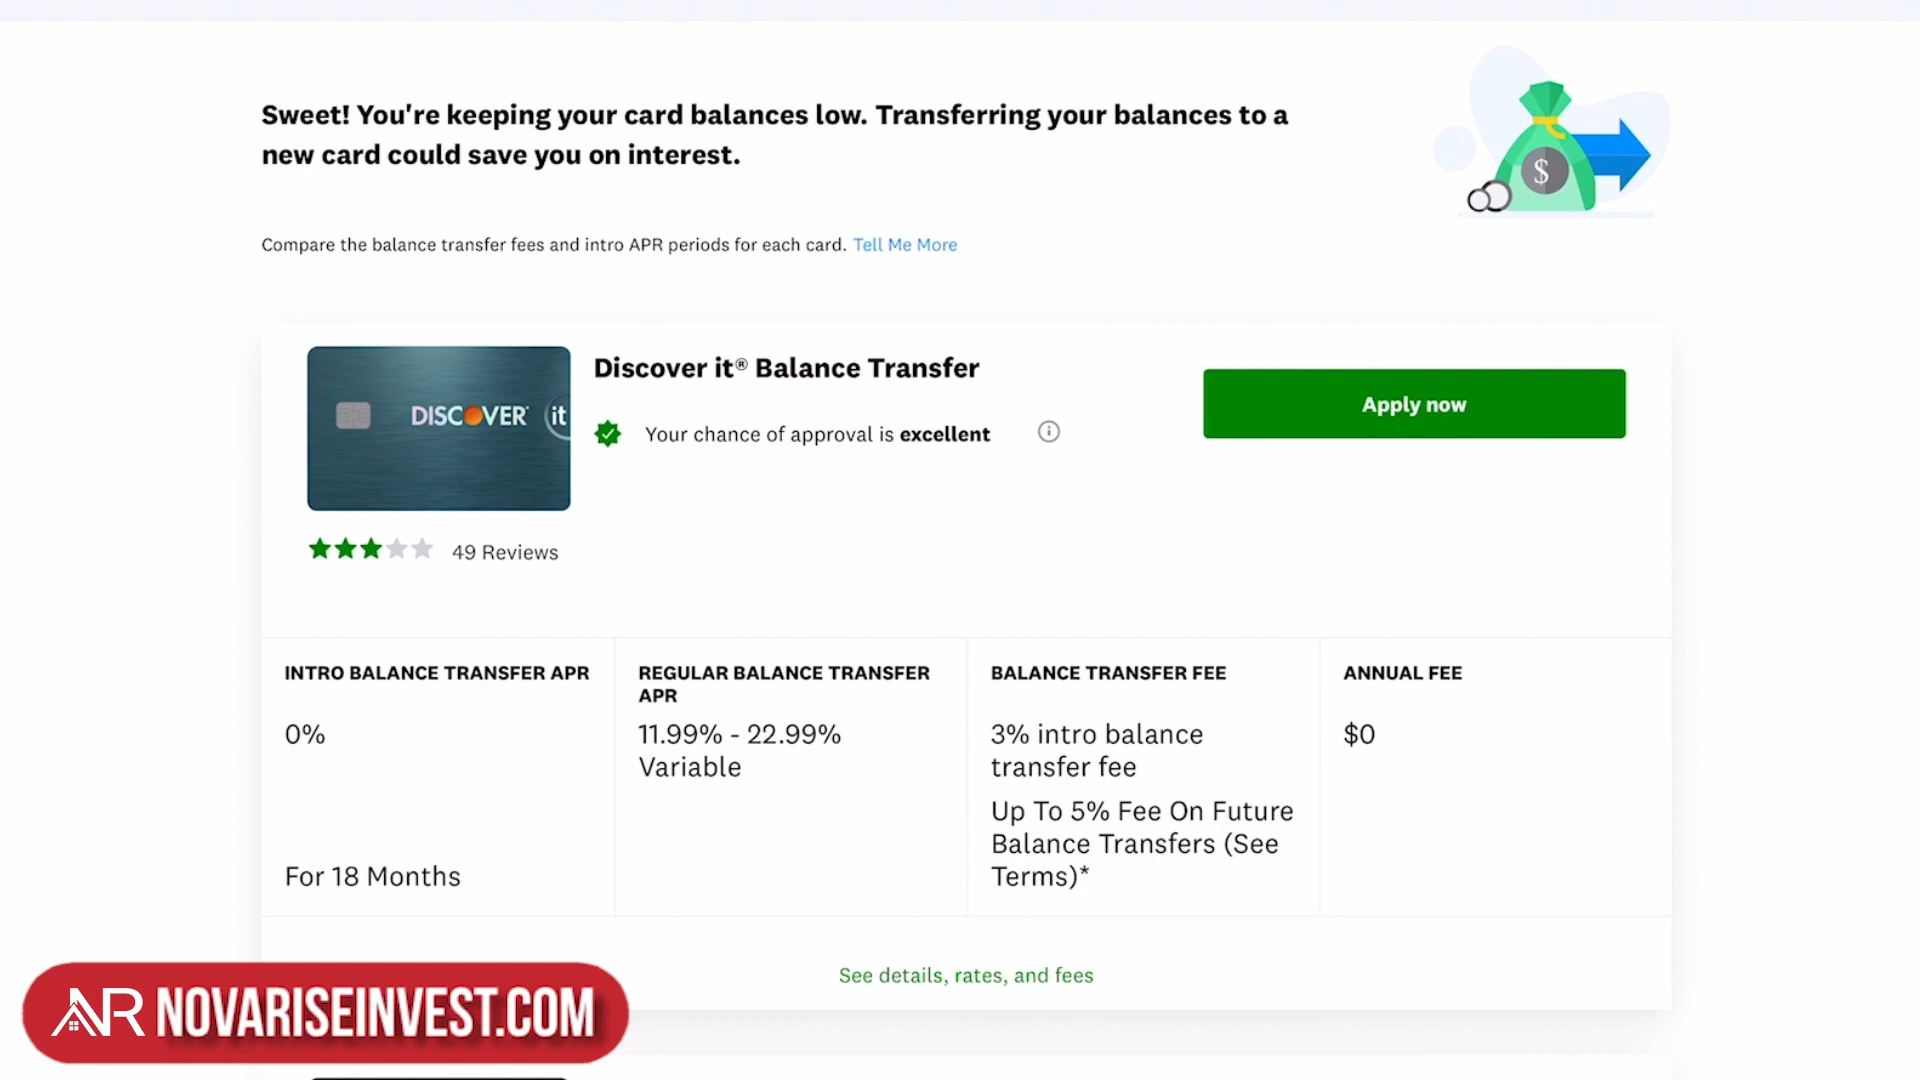 Sweet! You're keeping your card balances low. Transferring your balances to a
new card could save you on interest.
$
Compare the balance transfer fees and intro APR periods for each card. Tell Me More
DISCOVER it
Discover it® Balance Transfer
Your chance of approval is excellent
Apply now
49 Reviews
INTRO BALANCE TRANSFER APR
0%
For 18 Months
REGULAR BALANCE TRANSFER
APR
11.99% - 22.99%
Variable
BALANCE TRANSFER FEE
3% intro balance
transfer fee
Up To 5% Fee On Future
Balance Transfers (See
Terms)*
ANNUAL FEE
$0
See details, rates, and fees
NR NOVARISEINVEST.COM